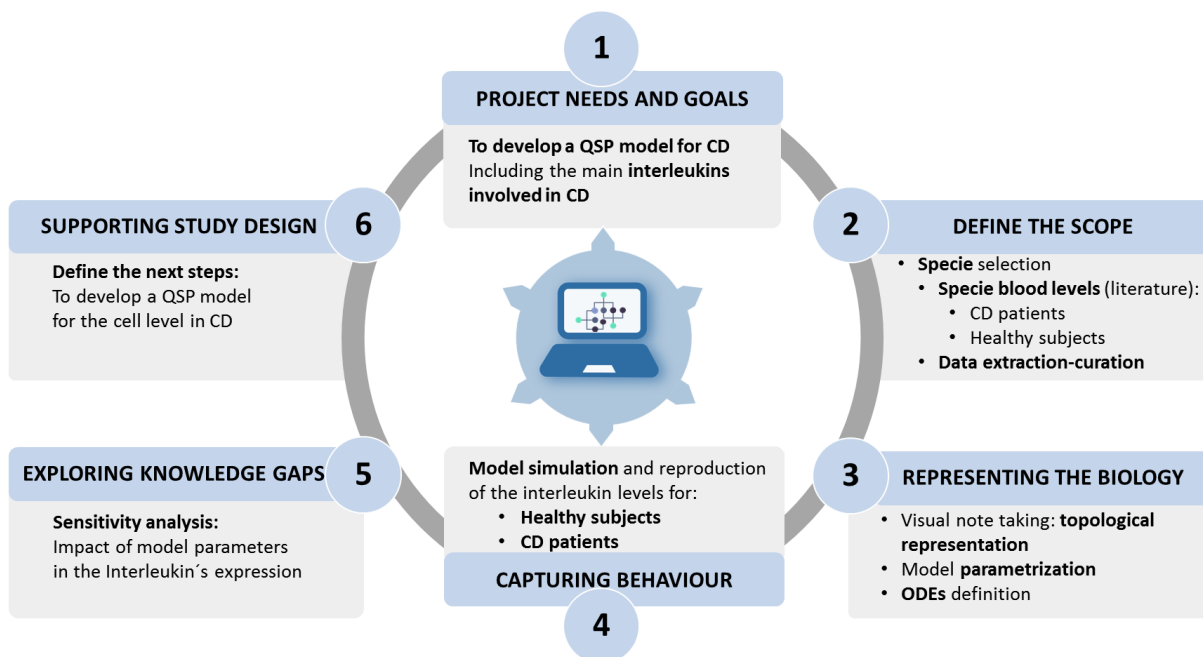 1
PROJECT NEEDS AND GOALS
To develop a QSP model for CD
Including the main interleukins
involved in CD
2
DEFINE THE SCOPE
• Specie selection
• Specie blood levels (literature):
• CD patients
• Healthy subjects
• Data extraction-curation
3
REPRESENTING THE BIOLOGY
• Visual note taking: topological
representation
• Model parametrization
• ODEs definition
Model simulation and reproduction
of the interleukin levels for:
• Healthy subjects
• CD patients
CAPTURING BEHAVIOUR
4
EXPLORING KNOWLEDGE GAPS
5
Sensitivity analysis:
Impact of model parameters
in the Interleukin´s expression
SUPPORTING STUDY DESIGN
6
Define the next steps:
To develop a QSP model
for the cell level in CD